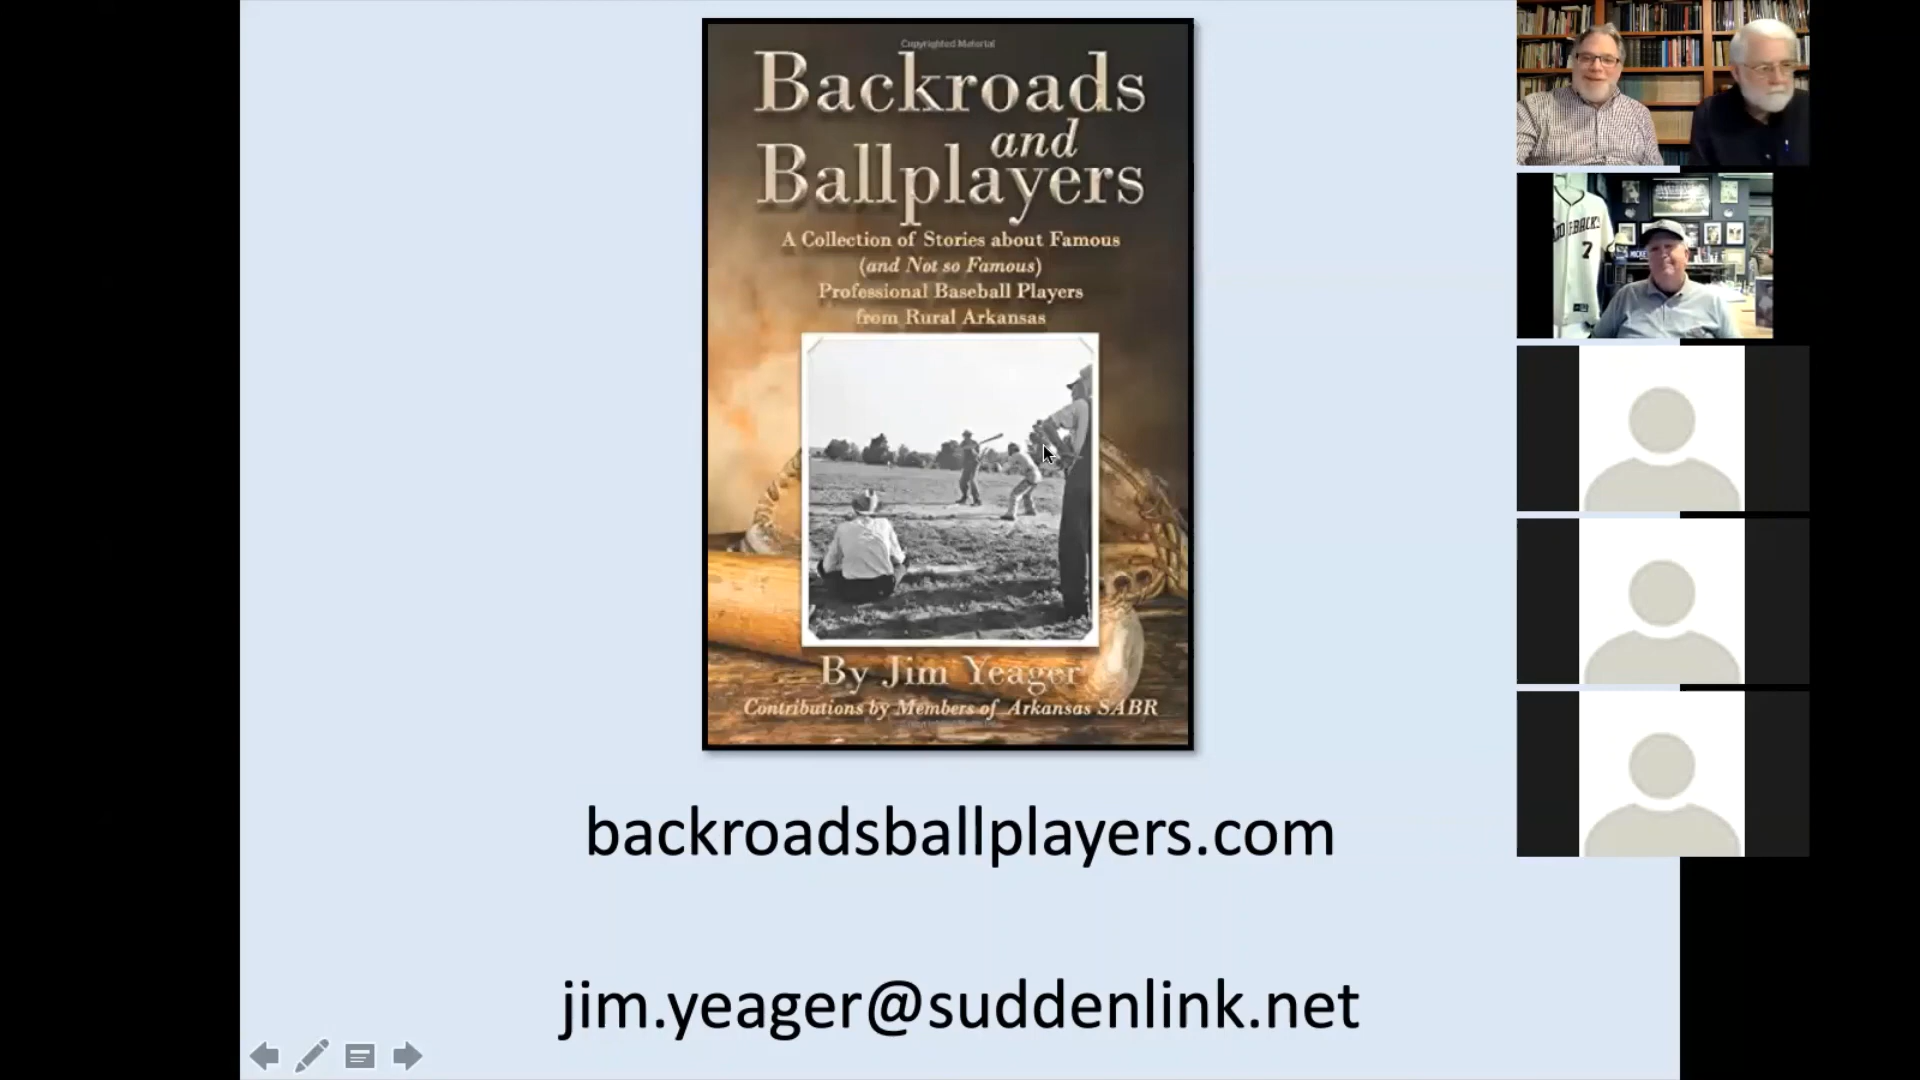 Copyrighted Material
Backroads
and
Ballplayers
A Collection of Stories about Famous
(and Not so Famous)
Professional Baseball Players
from Rural Arkansas
By Jim Yeager
Contributions by Members of Arkansas SABR
backroadsballplayers.com
jim.yeager@suddenlink.net
7